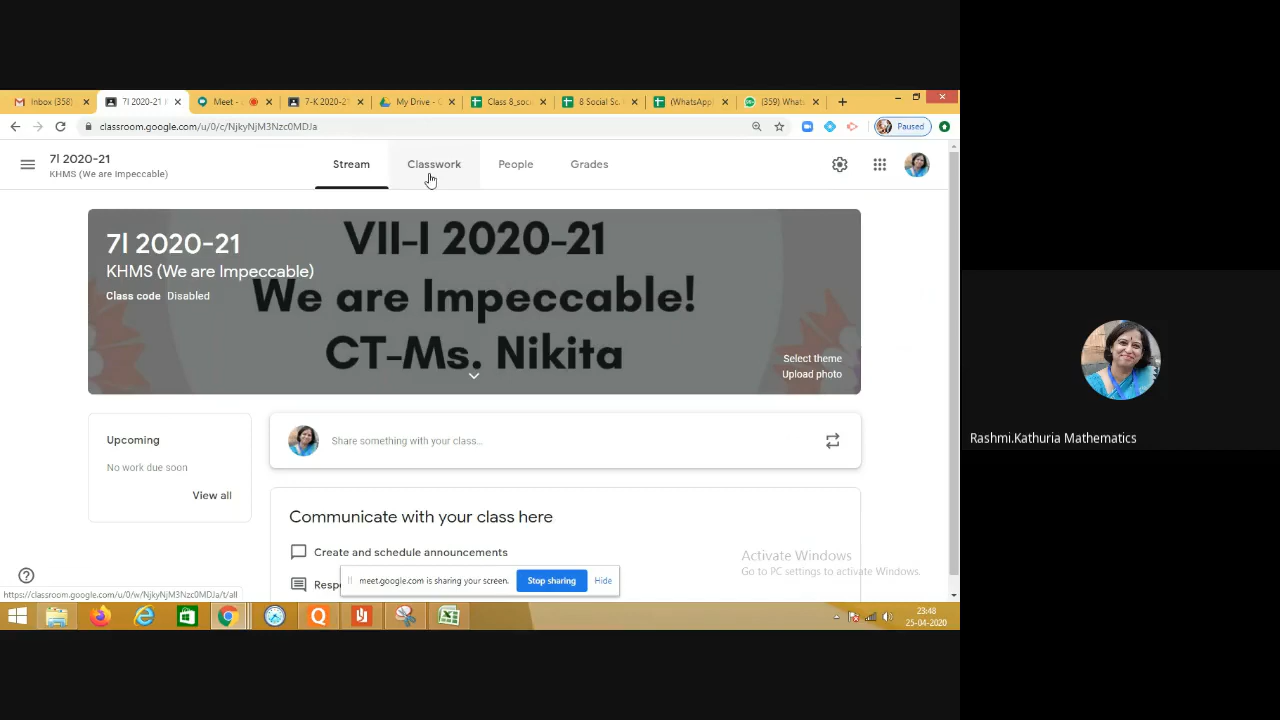 Inbox (358)
7I 2020-21
Meet -
7-K 2020-21
My Drive -
Class 8_soci
8 Social Sc.
(WhatsApp)
(359) Whats
classroom.google.com/u/0/c/NjkyNjM3Nzc0MDJa
Paused
7I 2020-21
KHMS (We are Impeccable)
Stream
Classwork
People
Grades
7I 2020-21
KHMS (We are Impeccable)
Class code Disabled
VII-I 2020-21
We are Impeccable!
CT-Ms. Nikita
Select theme
Upload photo
Upcoming
No work due soon
View all
Share something with your class...
Communicate with your class here
Create and schedule announcements
Resp
meet.google.com is sharing your screen.
Stop sharing
Hide
Activate Windows
Go to PC settings to activate Windows.
https://classroom.google.com/u/0/w/NjkyNjM3Nzc0MDJa/t/all
23:48
25-04-2020
Rashmi.Kathuria Mathematics